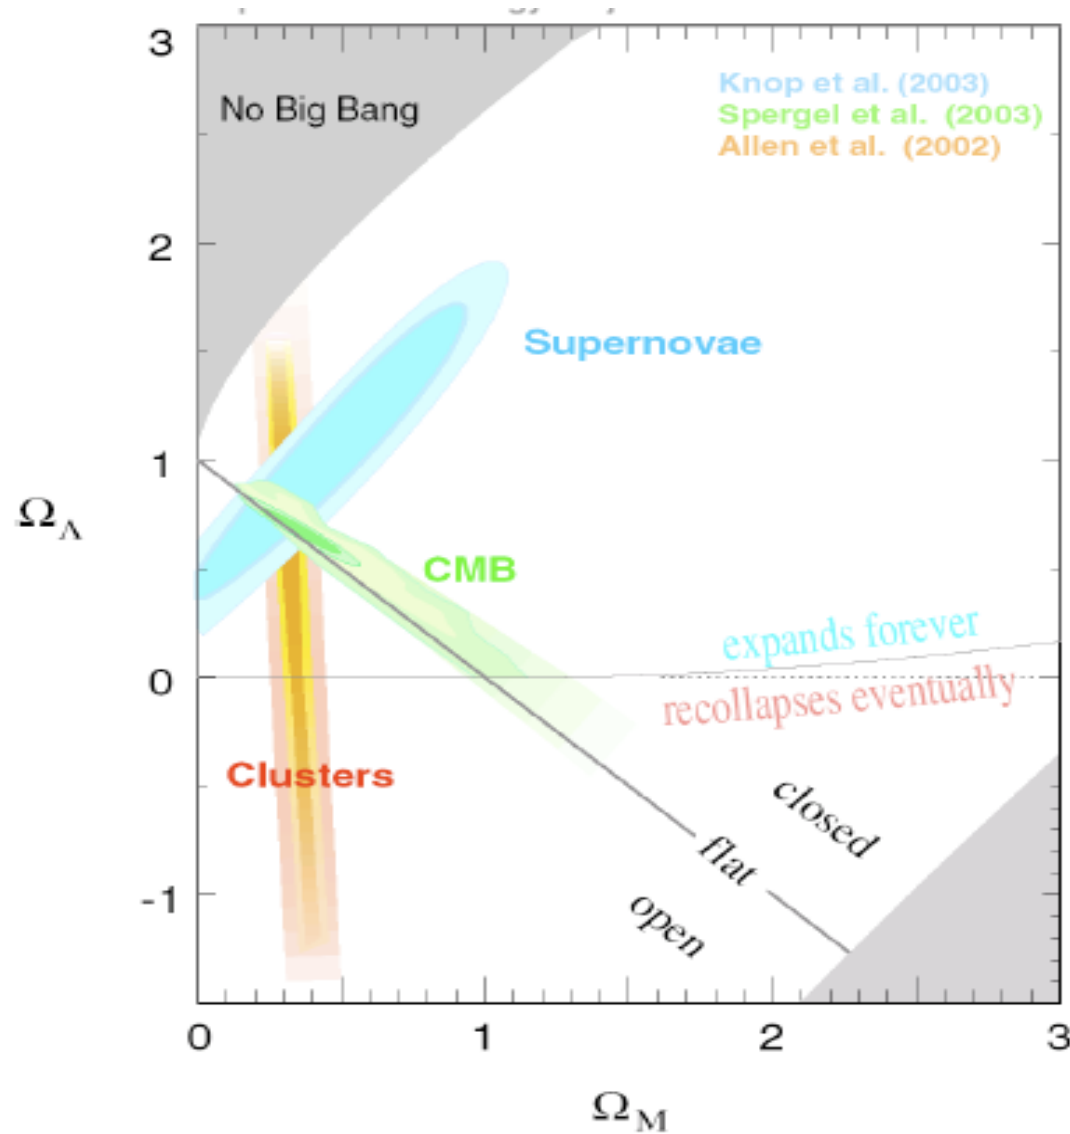 3
No Big Bang
Knop et al. (2003)
Spergel et al. (2003)
Allen et al. (2002)
2
Supernovae
1
Ω_Λ
CMB
expands forever
0
recollapses eventually
Clusters
closed
flat
-1
open
0 1 2 3
Ω_M